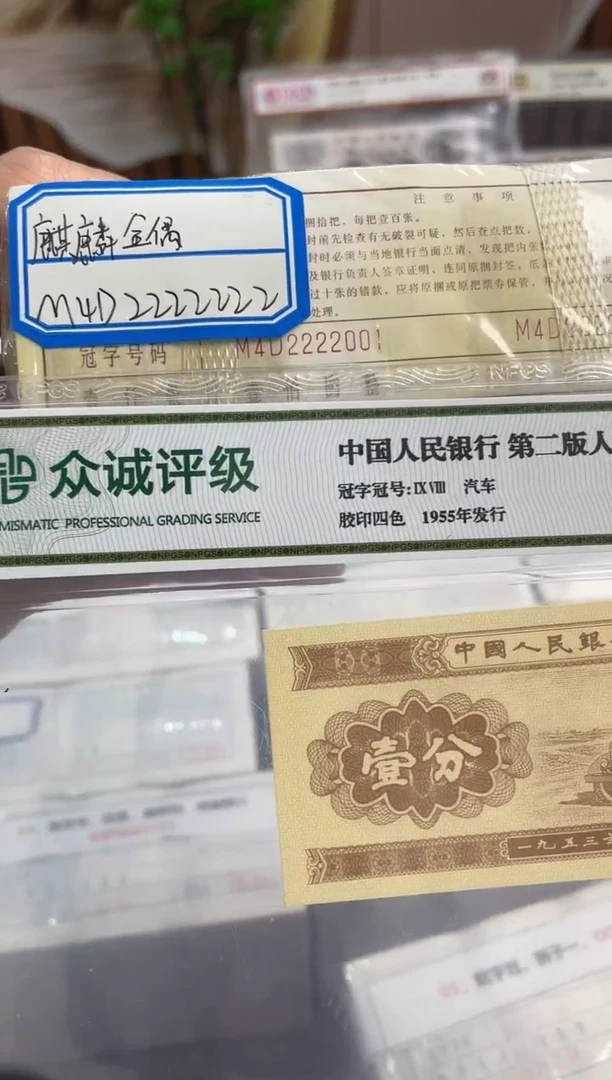 麒麟金偶
M4D2222222
注意事项
捆拾把，每把壹百张。
封前先检查有无破裂可疑，然后查点把数，
封时必须与当地银行当面点清，发现把内张
及银行负责人签章证明，连同原捆封签，
过十张的错款，应将原捆或原把票券保管，
处理。
冠字号码 M4D2222001 M4D
NPGS
众诚评级
NUMISMATIC PROFESSIONAL GRADING SERVICE
中国人民银行 第二版人
冠字冠号:IX VIII 汽车
胶印四色 1955年发行
中國人民銀
壹分
一九五三